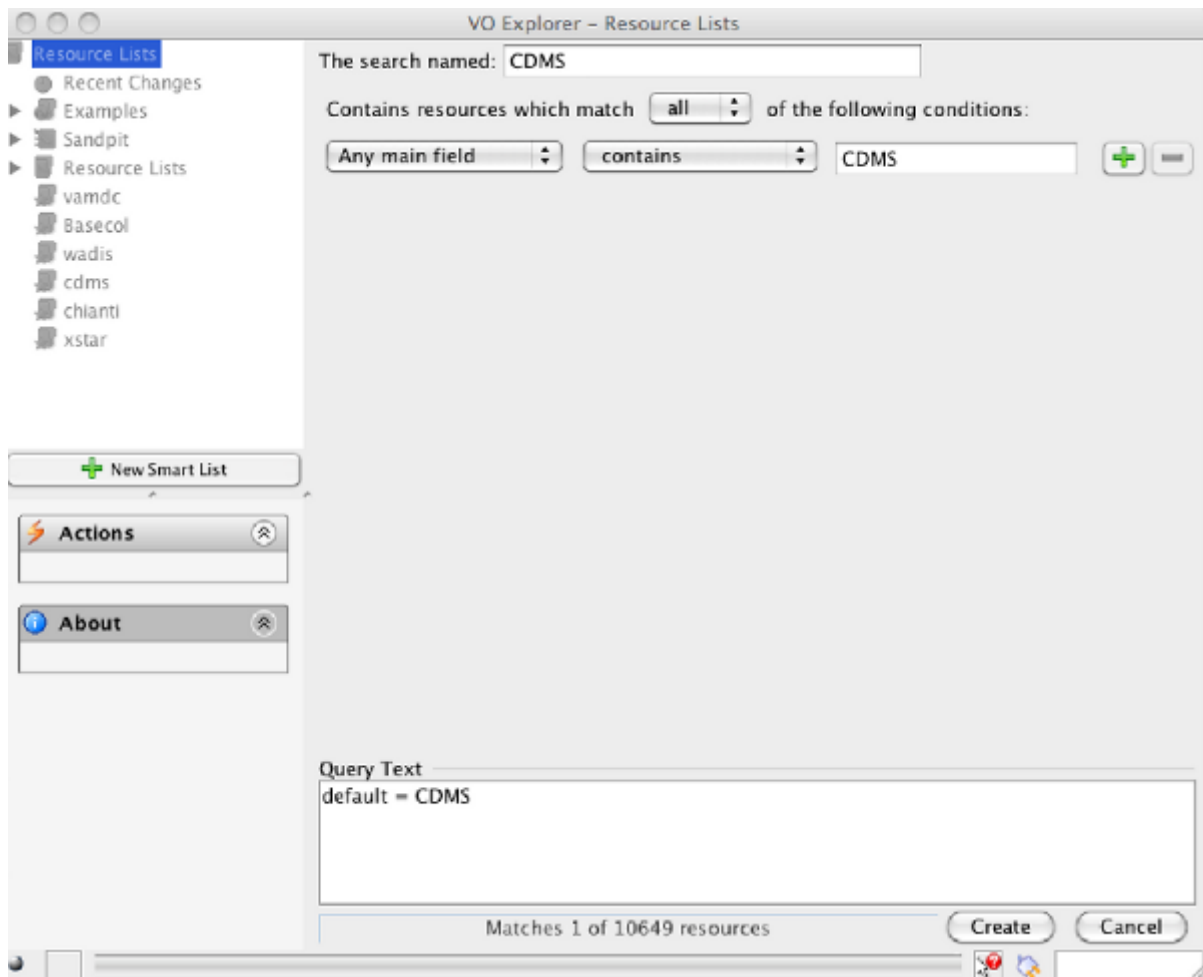 VO Explorer – Resource Lists
Resource Lists
Recent Changes
Examples
Sandpit
Resource Lists
vamdc
Basecol
wadis
cdms
chianti
xstar
New Smart List
Actions
About
The search named: CDMS
Contains resources which match all of the following conditions:
Any main field contains CDMS
Query Text
default = CDMS
Matches 1 of 10649 resources
Create Cancel